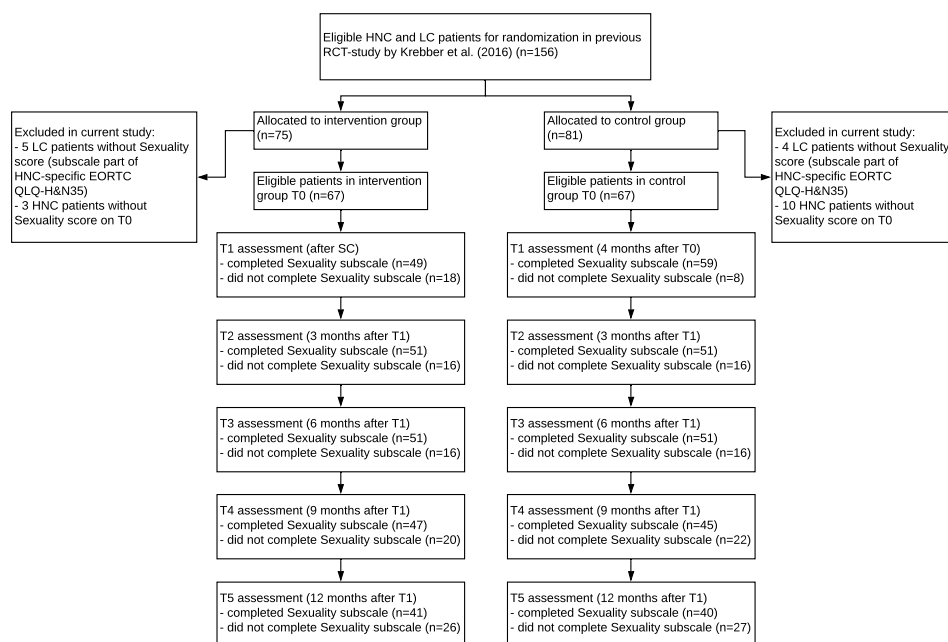 Eligible HNC and LC patients for randomization in previous
RCT-study by Krebber et al. (2016) (n=156)
Excluded in current study:
- 5 LC patients without Sexuality
score (subscale part of
HNC-specific EORTC
QLQ-H&N35)
- 3 HNC patients without
Sexuality score on T0
Allocated to intervention group
(n=75)
Allocated to control group
(n=81)
Excluded in current study:
- 4 LC patients without Sexuality
score (subscale part of
HNC-specific EORTC
QLQ-H&N35)
- 10 HNC patients without
Sexuality score on T0
Eligible patients in intervention
group T0 (n=67)
Eligible patients in control
group T0 (n=67)
T1 assessment (after SC)
- completed Sexuality subscale (n=49)
- did not complete Sexuality subscale (n=18)
T1 assessment (4 months after T0)
- completed Sexuality subscale (n=59)
- did not complete Sexuality subscale (n=8)
T2 assessment (3 months after T1)
- completed Sexuality subscale (n=51)
- did not complete Sexuality subscale (n=16)
T2 assessment (3 months after T1)
- completed Sexuality subscale (n=51)
- did not complete Sexuality subscale (n=16)
T3 assessment (6 months after T1)
- completed Sexuality subscale (n=51)
- did not complete Sexuality subscale (n=16)
T3 assessment (6 months after T1)
- completed Sexuality subscale (n=51)
- did not complete Sexuality subscale (n=16)
T4 assessment (9 months after T1)
- completed Sexuality subscale (n=47)
- did not complete Sexuality subscale (n=20)
T4 assessment (9 months after T1)
- completed Sexuality subscale (n=45)
- did not complete Sexuality subscale (n=22)
T5 assessment (12 months after T1)
- completed Sexuality subscale (n=41)
- did not complete Sexuality subscale (n=26)
T5 assessment (12 months after T1)
- completed Sexuality subscale (n=40)
- did not complete Sexuality subscale (n=27)